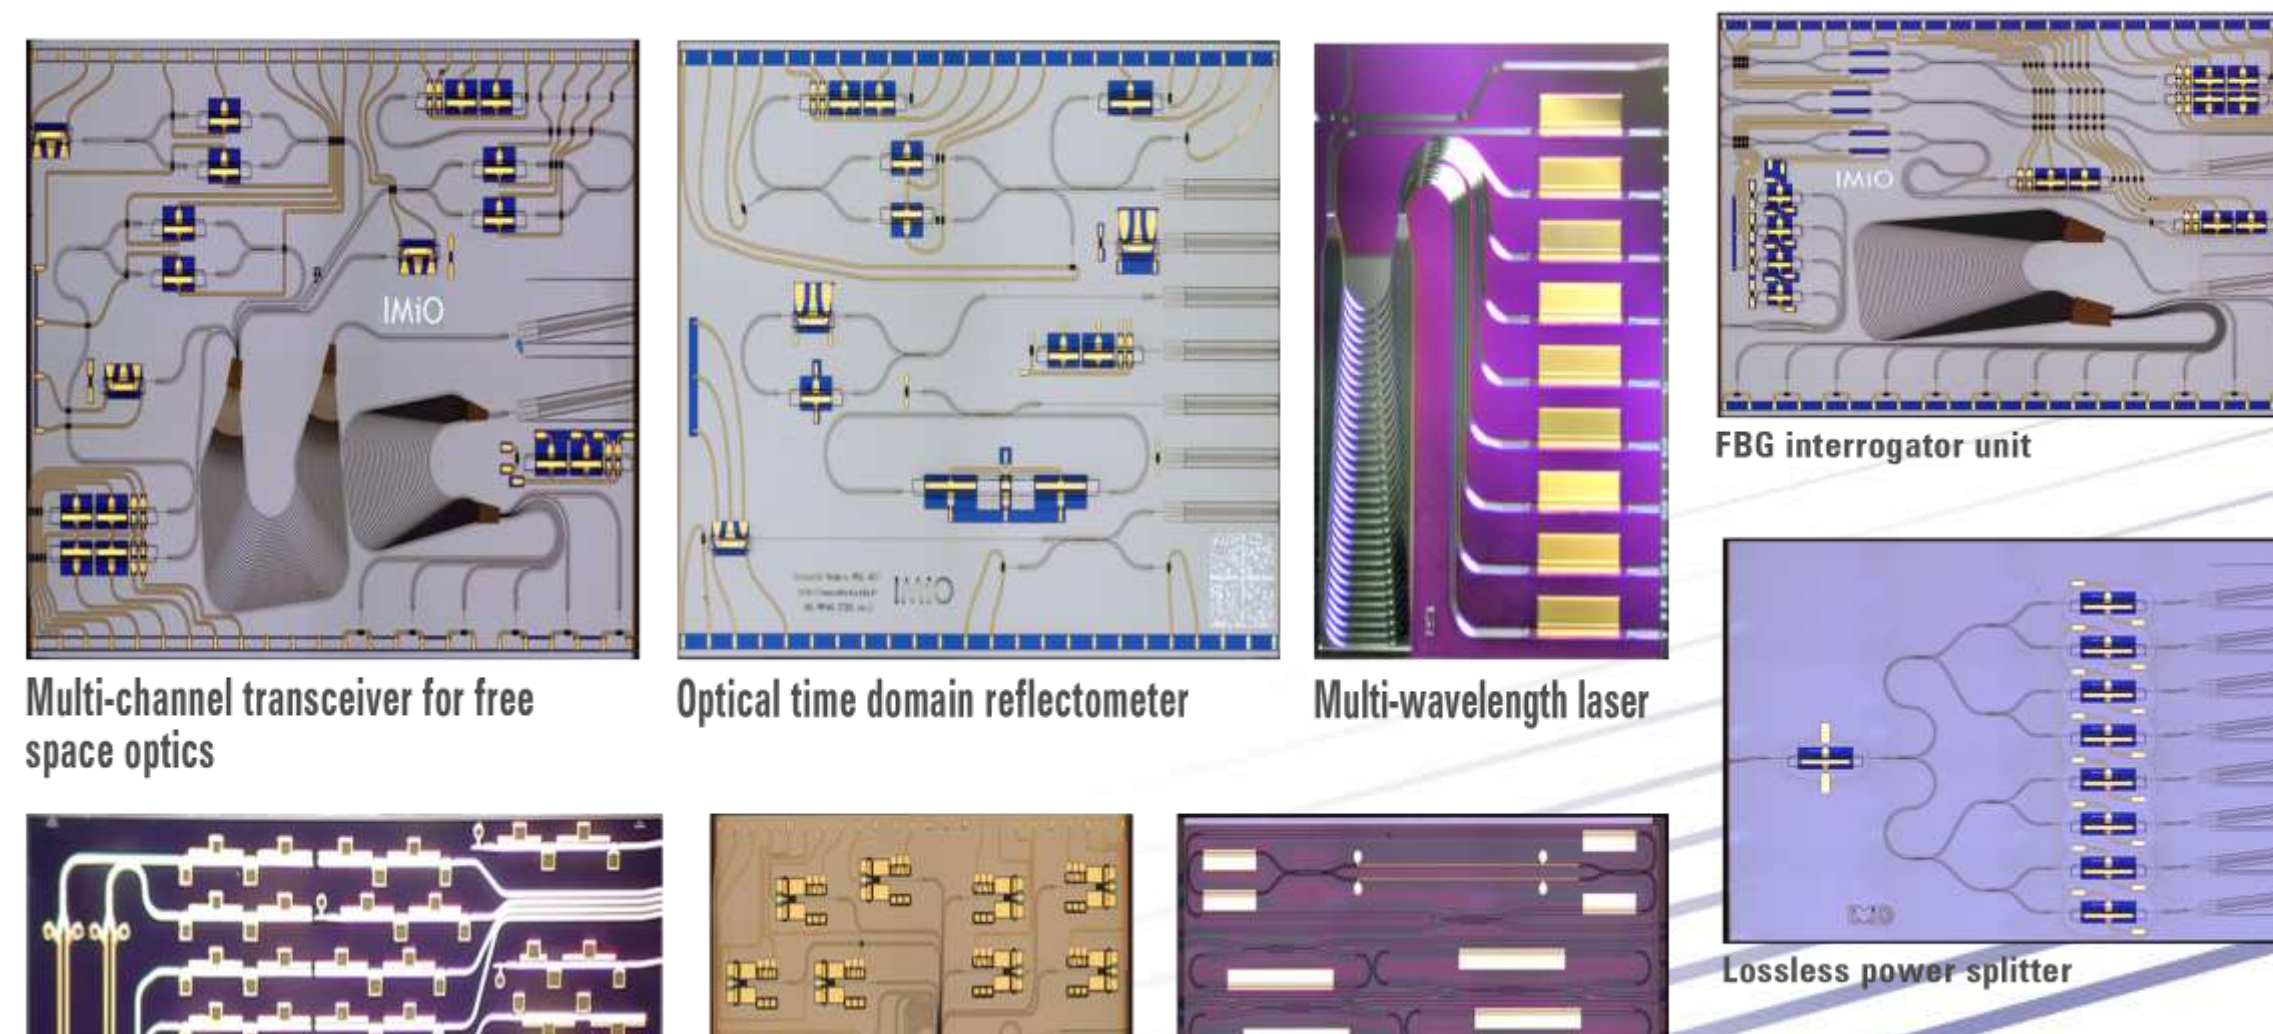 IMiO
IMiO
IMiO
FBG interrogator unit
Multi-channel transceiver for free
space optics
Optical time domain reflectometer
Multi-wavelength laser
Lossless power splitter